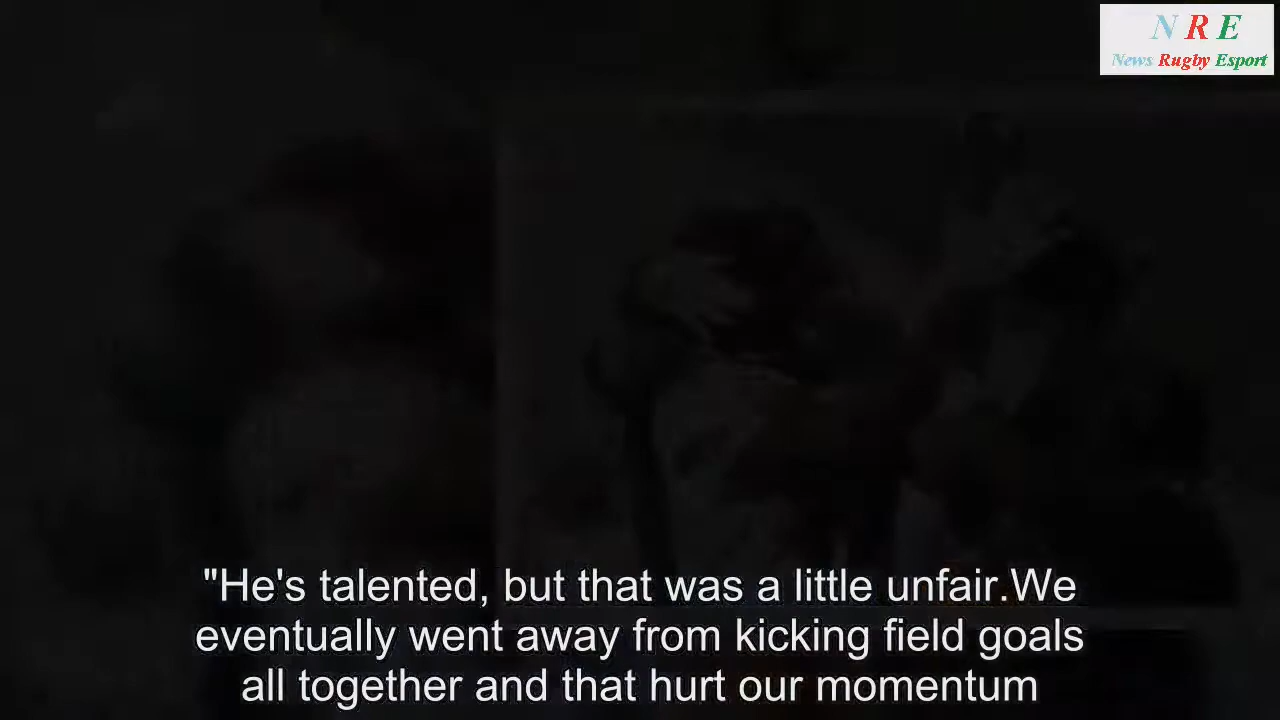 N R E
News Rugby Esport
"He's talented, but that was a little unfair.We
eventually went away from kicking field goals
all together and that hurt our momentum